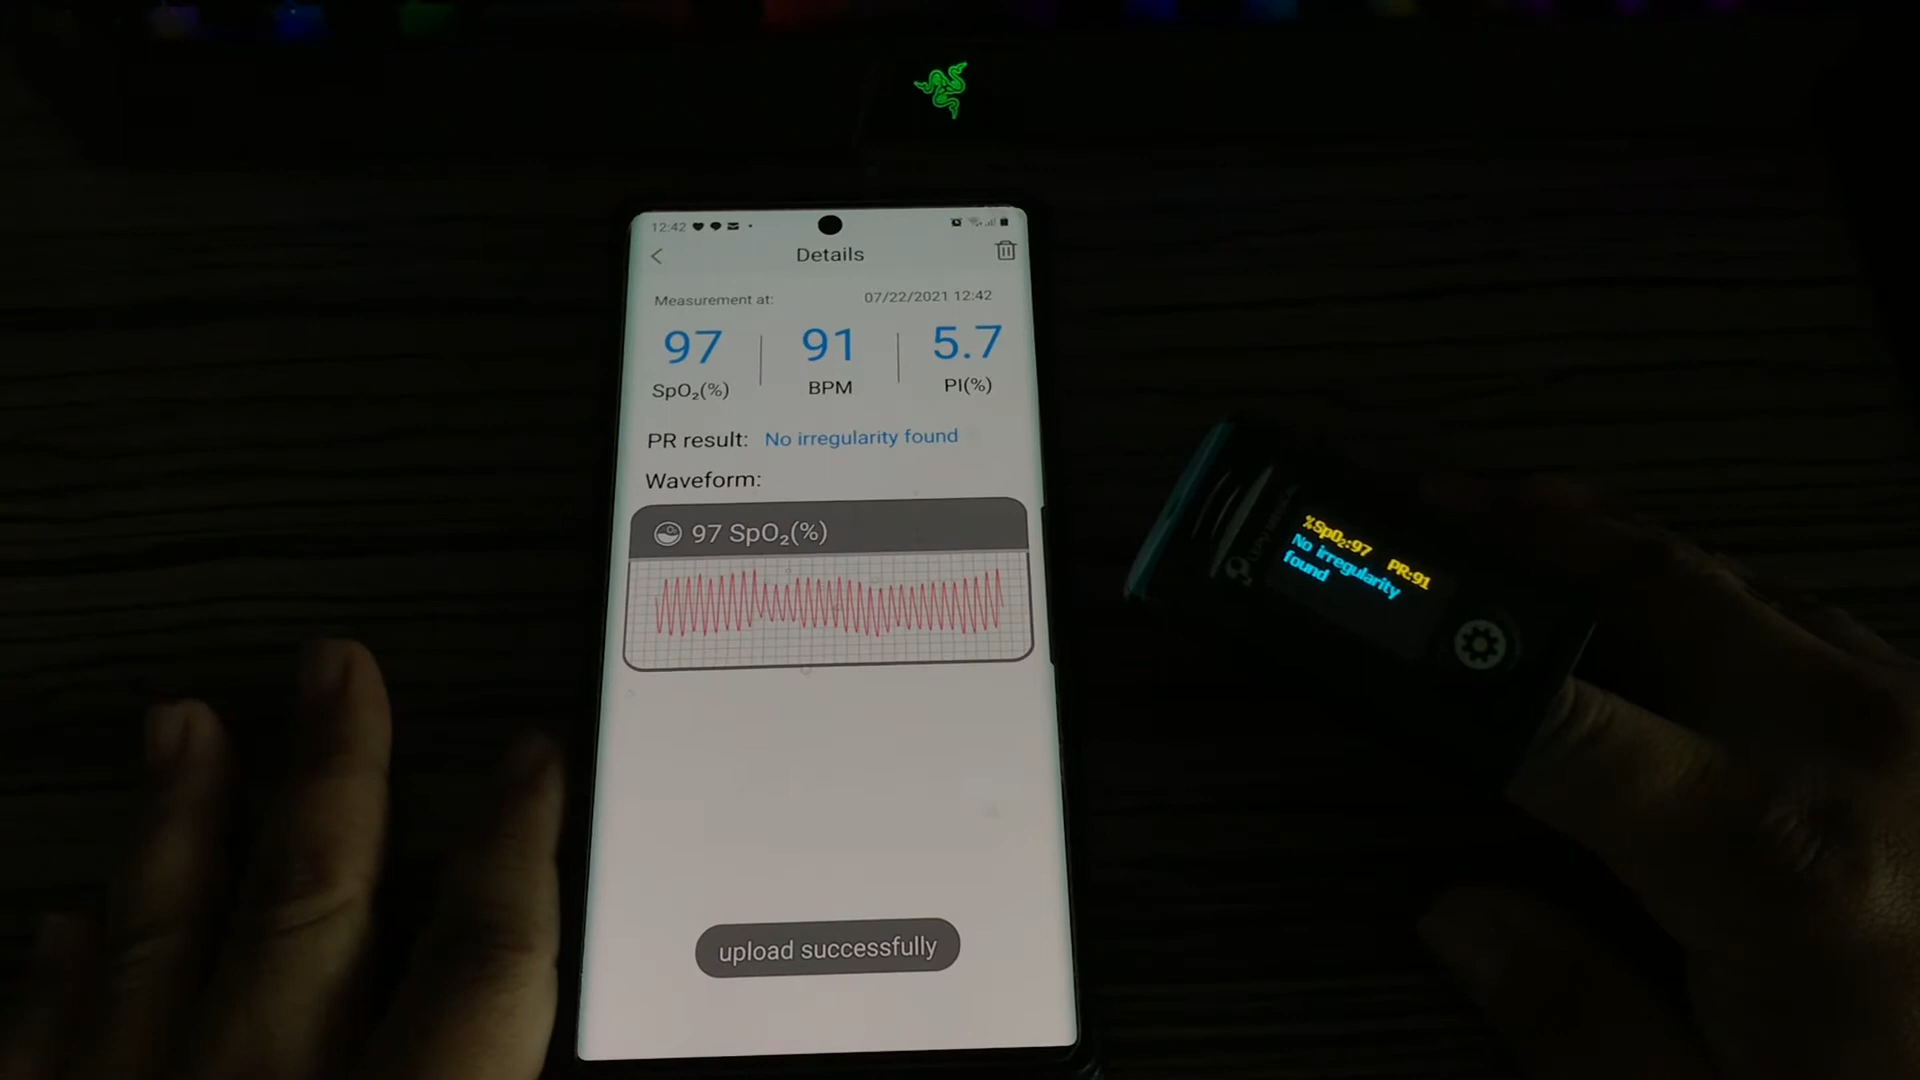 12:42
Details
Measurement at: 07/22/2021 12:42
97 91 5.7
SpO₂(%) BPM PI(%)
PR result: No irregularity found
Waveform:
97 SpO₂(%)
upload successfully
%SpO₂:97 PR:91
No irregularity
found